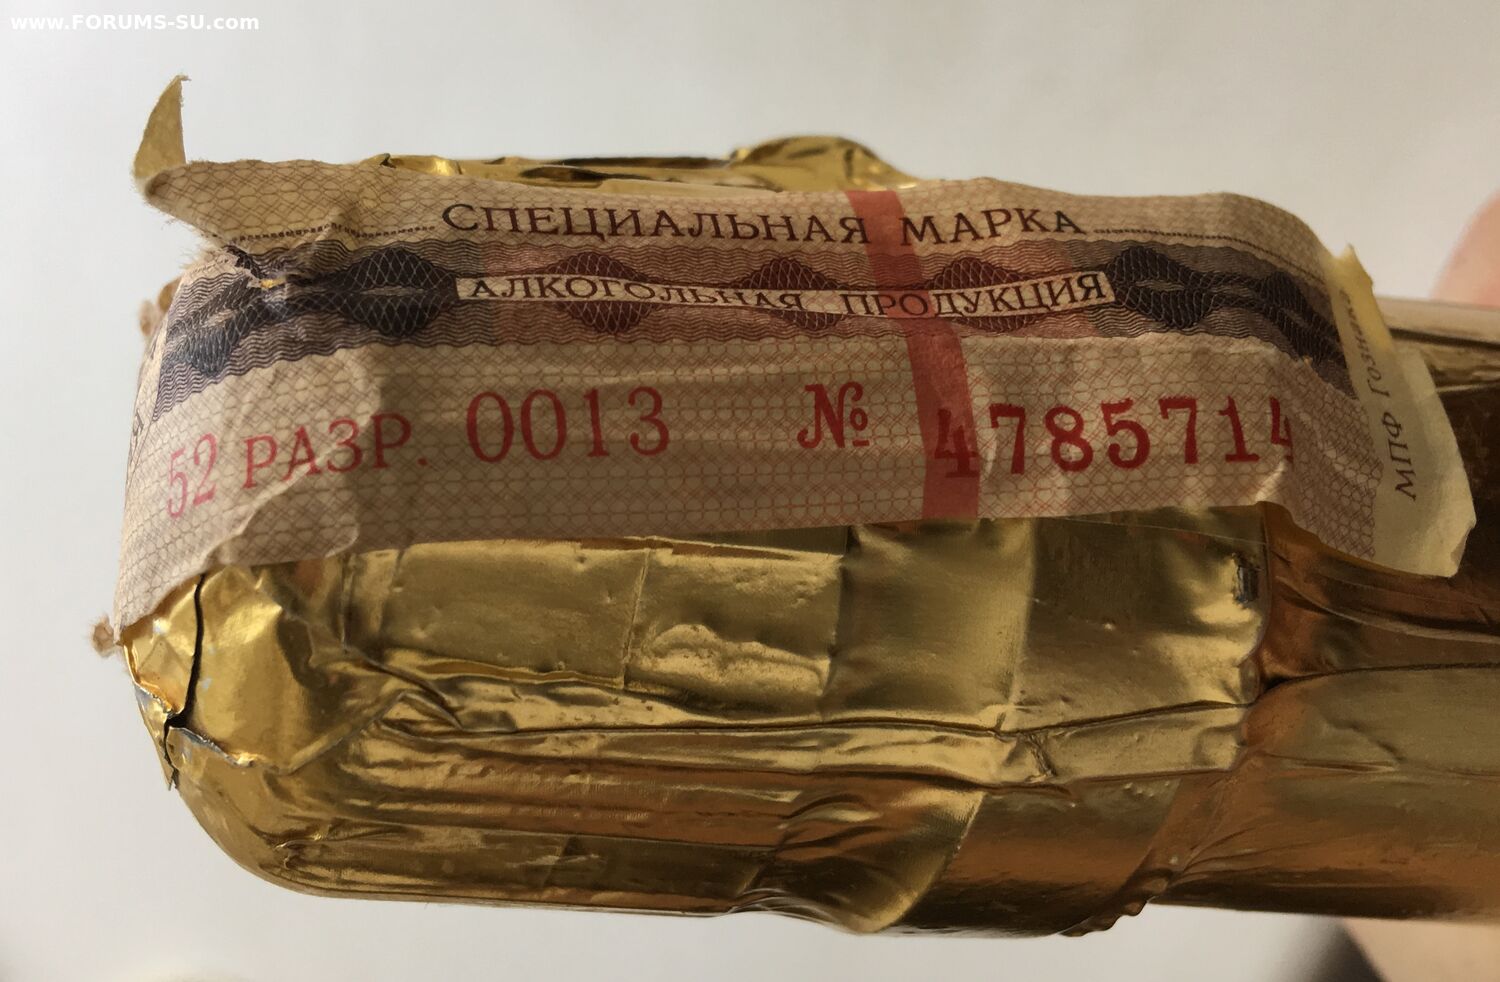 www.FORUMS-SU.com
СПЕЦИАЛЬНАЯ МАРКА
АЛКОГОЛЬНАЯ ПРОДУКЦИЯ
52 РАЗР. 0013 № 4785714
МПФ Гознака